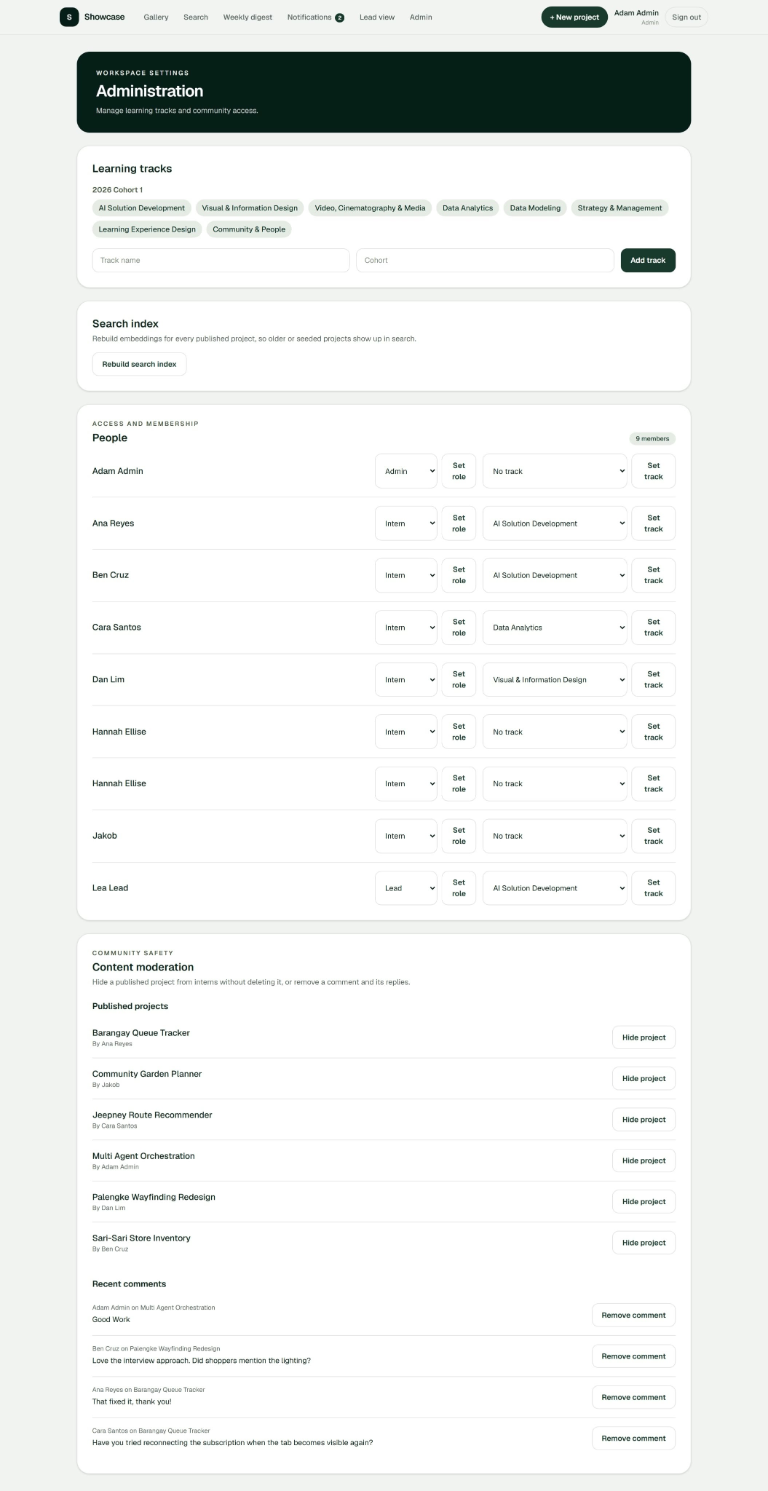 S Showcase Gallery Search Weekly digest Notifications 2 Lead view Admin + New project Adam Admin Admin Sign out
WORKSPACE SETTINGS
Administration
Manage learning tracks and community access.
Learning tracks
2026 Cohort 1
AI Solution Development Visual & Information Design Video, Cinematography & Media Data Analytics Data Modeling Strategy & Management
Learning Experience Design Community & People
Track name Cohort Add track
Search index
Rebuild embeddings for every published project, so older or seeded projects show up in search.
Rebuild search index
ACCESS AND MEMBERSHIP
People 9 members
Adam Admin Admin Set role No track Set track
Ana Reyes Intern Set role AI Solution Development Set track
Ben Cruz Intern Set role AI Solution Development Set track
Cara Santos Intern Set role Data Analytics Set track
Dan Lim Intern Set role Visual & Information Design Set track
Hannah Ellise Intern Set role No track Set track
Hannah Ellise Intern Set role No track Set track
Jakob Intern Set role No track Set track
Lea Lead Lead Set role AI Solution Development Set track
COMMUNITY SAFETY
Content moderation
Hide a published project from interns without deleting it, or remove a comment and its replies.
Published projects
Barangay Queue Tracker
By Ana Reyes
Hide project
Community Garden Planner
By Jakob
Hide project
Jeepney Route Recommender
By Cara Santos
Hide project
Multi Agent Orchestration
By Adam Admin
Hide project
Palengke Wayfinding Redesign
By Dan Lim
Hide project
Sari-Sari Store Inventory
By Ben Cruz
Hide project
Recent comments
Adam Admin on Multi Agent Orchestration
Good Work
Remove comment
Ben Cruz on Palengke Wayfinding Redesign
Love the interview approach. Did shoppers mention the lighting?
Remove comment
Ana Reyes on Barangay Queue Tracker
That fixed it, thank you!
Remove comment
Cara Santos on Barangay Queue Tracker
Have you tried reconnecting the subscription when the tab becomes visible again?
Remove comment